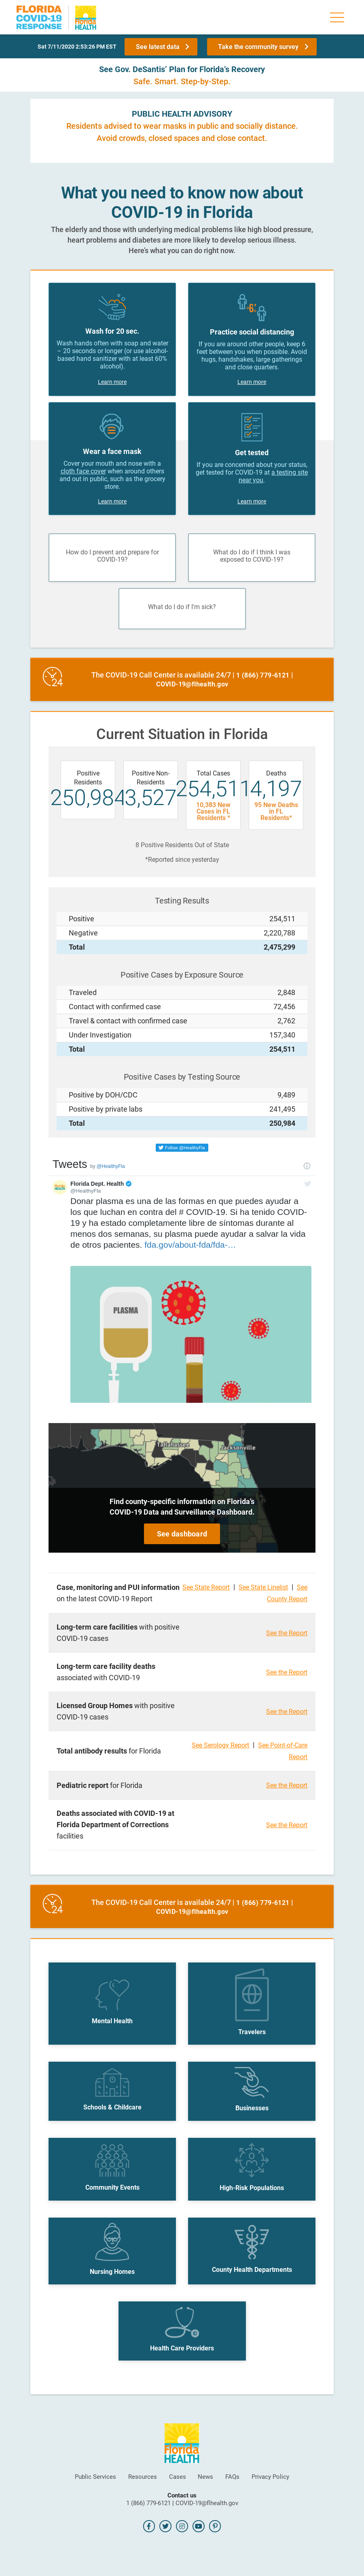 FLORIDA
COVID-19
RESPONSE
Florida
HEALTH
Sat 7/11/2020 2:53:26 PM EST
See latest data
Take the community survey
See Gov. DeSantis’ Plan for Florida’s Recovery
Safe. Smart. Step-by-Step.
PUBLIC HEALTH ADVISORY
Residents advised to wear masks in public and socially distance.
Avoid crowds, closed spaces and close contact.
What you need to know now about
COVID-19 in Florida
The elderly and those with underlying medical problems like high blood pressure,
heart problems and diabetes are more likely to develop serious illness.
Here's what you can do right now.
Wash for 20 sec.
Wash hands often with soap and water
– 20 seconds or longer (or use alcohol-
based hand sanitizer with at least 60%
alcohol).
Learn more
6'
Practice social distancing
If you are around other people, keep 6
feet between you when possible. Avoid
hugs, handshakes, large gatherings
and close quarters.
Learn more
Wear a face mask
Cover your mouth and nose with a
cloth face cover when around others
and out in public, such as the grocery
store.
Learn more
Get tested
If you are concerned about your status,
get tested for COVID-19 at a testing site
near you.
Learn more
How do I prevent and prepare for
COVID-19?
What do I do if I think I was
exposed to COVID-19?
What do I do if I'm sick?
24
The COVID-19 Call Center is available 24/7 | 1 (866) 779-6121 |
COVID-19@flhealth.gov
Current Situation in Florida
Positive
Residents
250,984
Positive Non-
Residents
3,527
Total Cases
254,511
10,383 New
Cases in FL
Residents *
Deaths
4,197
95 New Deaths
in FL
Residents*
8 Positive Residents Out of State
*Reported since yesterday
Testing Results
Positive 254,511
Negative 2,220,788
Total 2,475,299
Positive Cases by Exposure Source
Traveled 2,848
Contact with confirmed case 72,456
Travel & contact with confirmed case 2,762
Under Investigation 157,340
Total 254,511
Positive Cases by Testing Source
Positive by DOH/CDC 9,489
Positive by private labs 241,495
Total 250,984
Follow @HealthyFla
Tweets by @HealthyFla
Florida Dept. Health
@HealthyFla
Donar plasma es una de las formas en que puedes ayudar a
los que luchan en contra del # COVID-19. Si ha tenido COVID-
19 y ha estado completamente libre de síntomas durante al
menos dos semanas, su plasma puede ayudar a salvar la vida
de otros pacientes. fda.gov/about-fda/fda-…
PLASMA
Tallahassee
Jacksonville
Find county-specific information on Florida's
COVID-19 Data and Surveillance Dashboard.
See dashboard
Case, monitoring and PUI information
on the latest COVID-19 Report
See State Report | See State Linelist | See
County Report
Long-term care facilities with positive
COVID-19 cases
See the Report
Long-term care facility deaths
associated with COVID-19
See the Report
Licensed Group Homes with positive
COVID-19 cases
See the Report
Total antibody results for Florida
See Serology Report | See Point-of-Care
Report
Pediatric report for Florida
See the Report
Deaths associated with COVID-19 at
Florida Department of Corrections
facilities
See the Report
24
The COVID-19 Call Center is available 24/7 | 1 (866) 779-6121 |
COVID-19@flhealth.gov
Mental Health
Travelers
Schools & Childcare
Businesses
Community Events
High-Risk Populations
Nursing Homes
County Health Departments
Health Care Providers
Florida
HEALTH
Public Services Resources Cases News FAQs Privacy Policy
Contact us
1 (866) 779-6121 | COVID-19@flhealth.gov